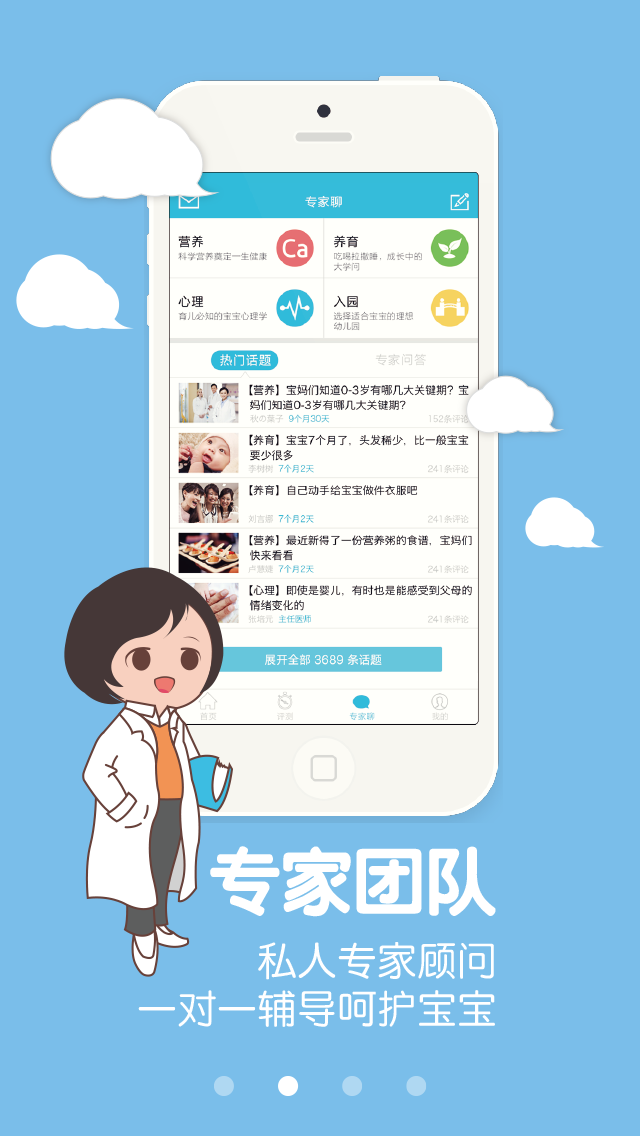 专家聊
营养
科学营养奠定一生健康
Ca
养育
吃喝拉撒睡，成长中的
大学问
心理
育儿必知的宝宝心理学
入园
选择适合宝宝的理想
幼儿园
热门话题
专家问答
【营养】宝妈们知道0-3岁有哪几大关键期？宝
妈们知道0-3岁有哪几大关键期？
秋の葉子 9个月30天
152条评论
【养育】宝宝7个月了，头发稀少，比一般宝宝
要少很多
李树树 7个月2天
241条评论
【养育】自己动手给宝宝做件衣服吧
刘言娜 7个月2天
241条评论
【营养】最近新得了一份营养粥的食谱，宝妈们
快来看看
7个月2天
241条评论
【心理】即使是婴儿，有时也是能感受到父母的
情绪变化的
张增元 主任医师
241条评论
展开全部 3689 条话题
首页
评测
专家聊
我的
专家团队
私人专家顾问
一对一辅导呵护宝宝